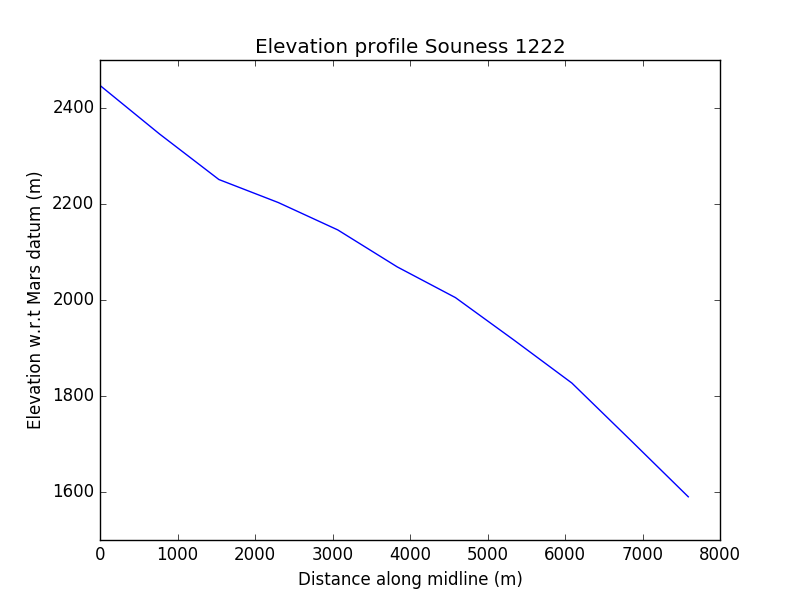 Elevation profile Souness 1222
Elevation w.r.t Mars datum (m)
2400
2200
2000
1800
1600
0 1000 2000 3000 4000 5000 6000 7000 8000
Distance along midline (m)